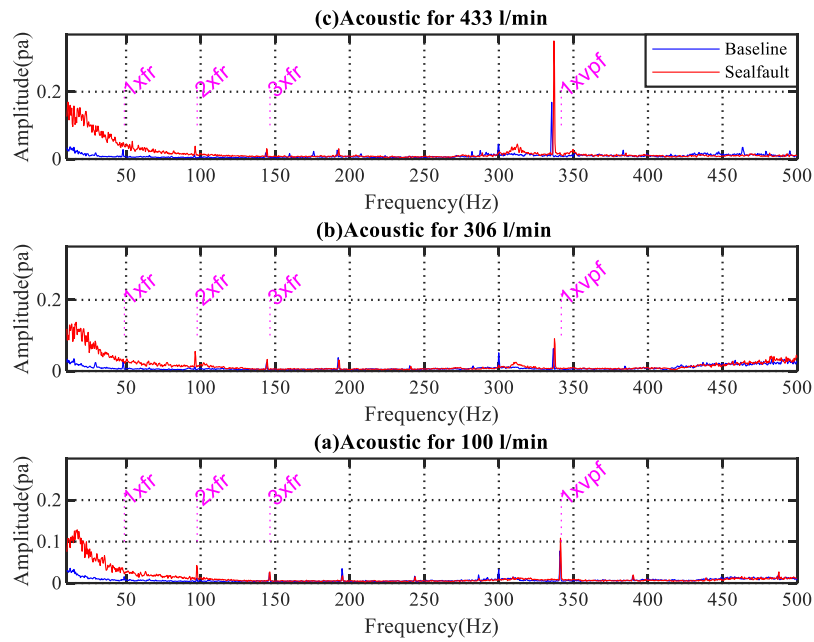 (c)Acoustic for 433 l/min
Amplitude(pa)
0.2
0
1xfr
2xfr
3xfr
1xvpf
Baseline
Sealfault
50 100 150 200 250 300 350 400 450 500
Frequency(Hz)
(b)Acoustic for 306 l/min
Amplitude(pa)
0.2
0
1xfr
2xfr
3xfr
1xvpf
50 100 150 200 250 300 350 400 450 500
Frequency(Hz)
(a)Acoustic for 100 l/min
Amplitude(pa)
0.2
0.1
0
1xfr
2xfr
3xfr
1xvpf
50 100 150 200 250 300 350 400 450 500
Frequency(Hz)